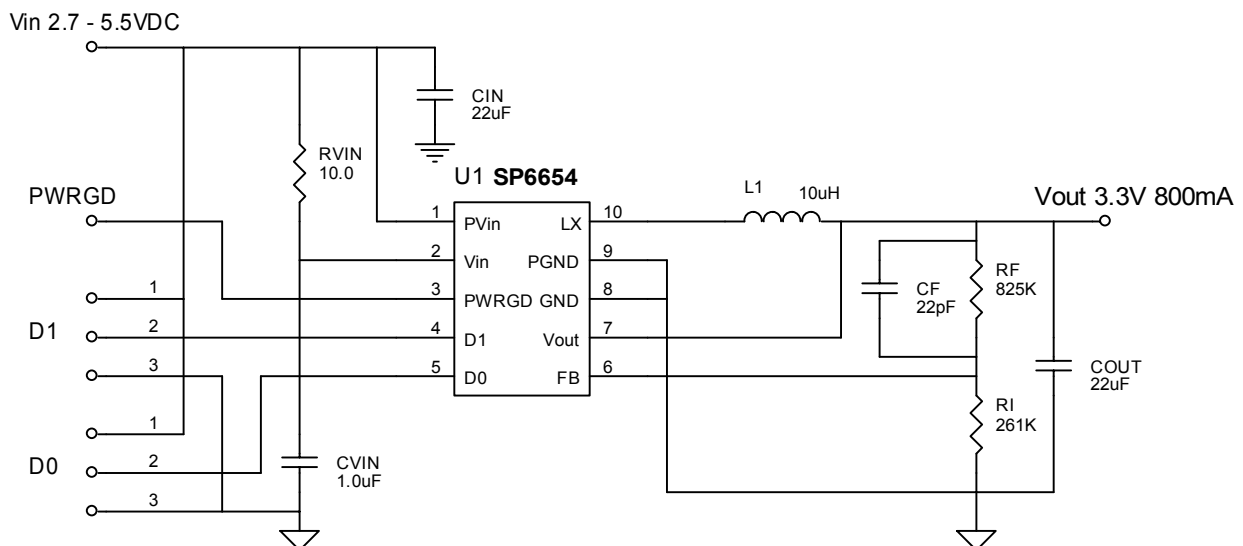 Vin 2.7 - 5.5VDC
CIN
22uF
RVIN
10.0
U1 SP6654
L1
10uH
Vout 3.3V 800mA
PWRGD
1
PVin
LX
10
2
Vin
PGND
9
3
PWRGD
GND
8
4
D1
Vout
7
5
D0
FB
6
CF
22pF
RF
825K
COUT
22uF
RI
261K
1
D1
2
3
1
D0
2
3
CVIN
1.0uF